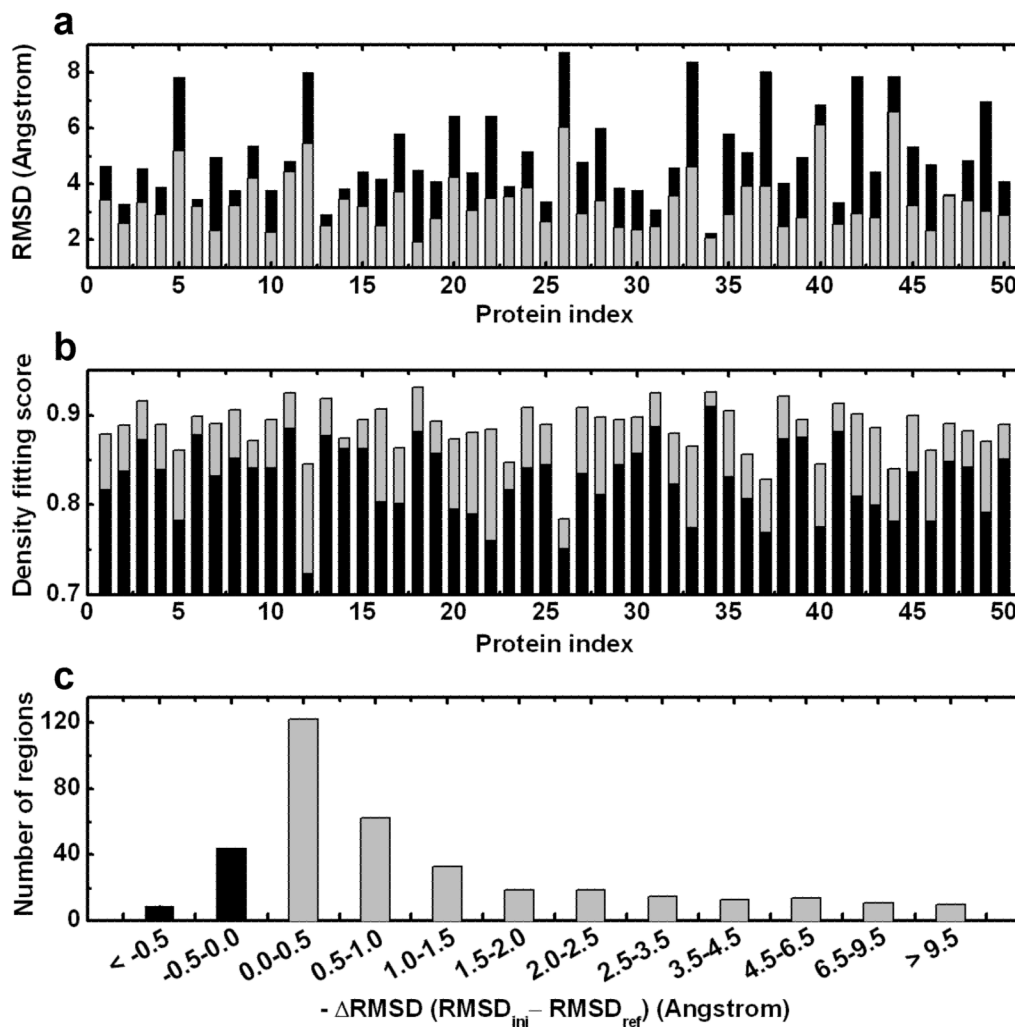 a
RMSD (Angstrom)
8
6
4
2
0 5 10 15 20 25 30 35 40 45 50
Protein index
b
Density fitting score
0.9
0.8
0.7
0 5 10 15 20 25 30 35 40 45 50
Protein index
c
Number of regions
120
80
40
0
< -0.5 -0.5-0.0 0.0-0.5 0.5-1.0 1.0-1.5 1.5-2.0 2.0-2.5 2.5-3.5 3.5-4.5 4.5-6.5 6.5-9.5 > 9.5
- ΔRMSD (RMSD_ini– RMSD_ref) (Angstrom)